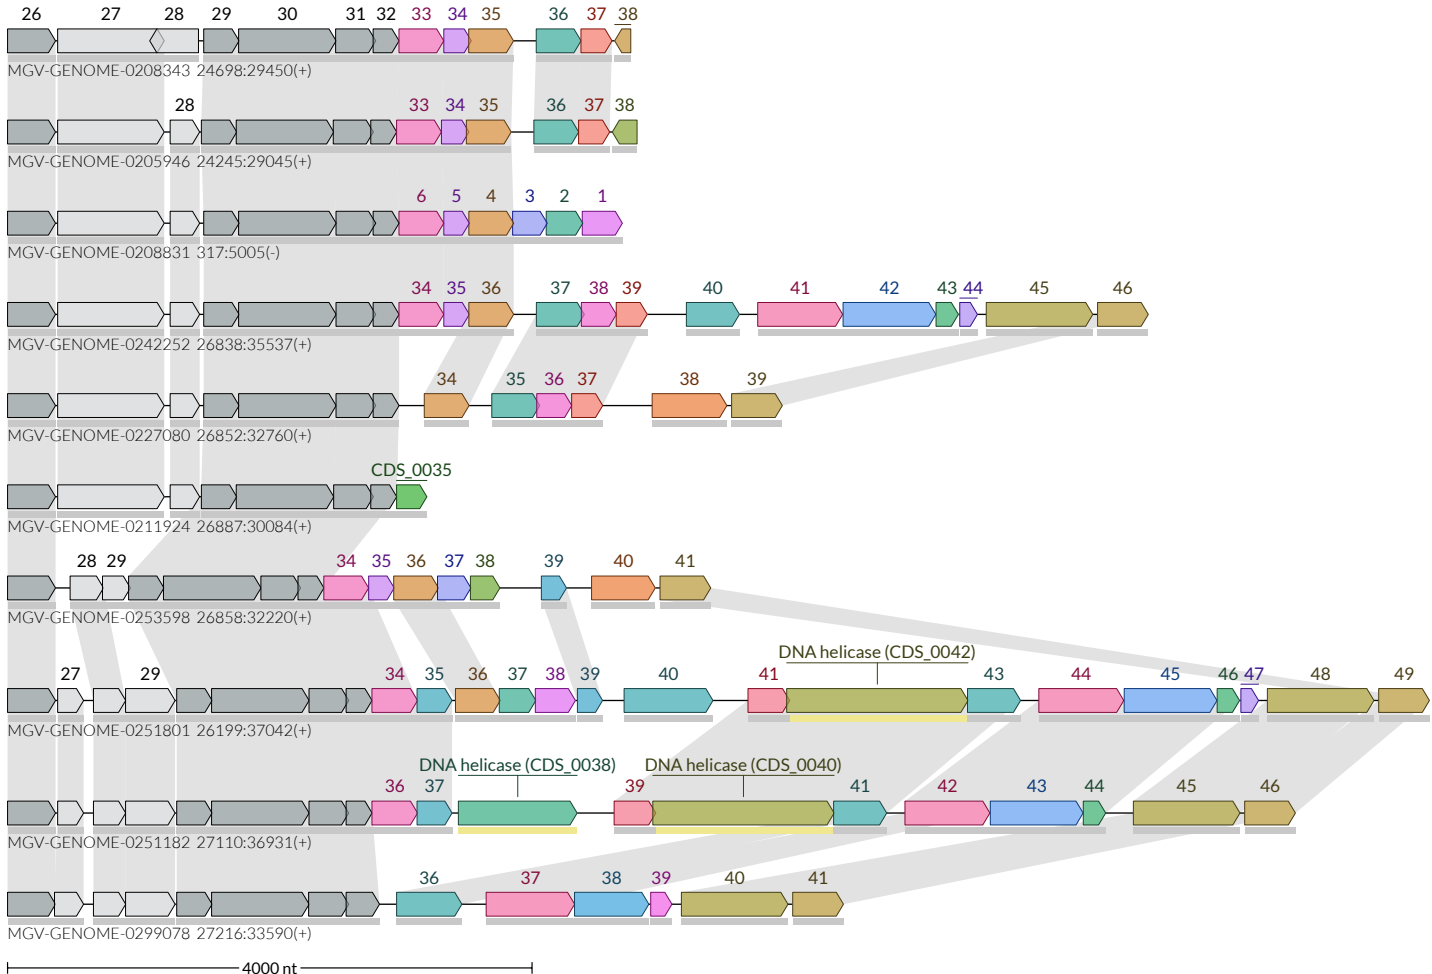 26 27 28 29 30 31 32 33 34 35 36 37 38
MGV-GENOME-0208343 24698:29450(+)
28 33 34 35 36 37 38
MGV-GENOME-0205946 24245:29045(+)
6 5 4 3 2 1
MGV-GENOME-0208831 317:5005(-)
34 35 36 37 38 39 40 41 42 43 44 45 46
MGV-GENOME-0242252 26838:35537(+)
34 35 36 37 38 39
MGV-GENOME-0227080 26852:32760(+)
CDS_0035
MGV-GENOME-0211924 26887:30084(+)
28 29 34 35 36 37 38 39 40 41
MGV-GENOME-0253598 26858:32220(+)
DNA helicase (CDS_0042)
27 29 34 35 36 37 38 39 40 41 43 44 45 46 47 48 49
MGV-GENOME-0251801 26199:37042(+)
DNA helicase (CDS_0038) DNA helicase (CDS_0040)
36 37 39 41 42 43 44 45 46
MGV-GENOME-0251182 27110:36931(+)
36 37 38 39 40 41
MGV-GENOME-0299078 27216:33590(+)
4000 nt